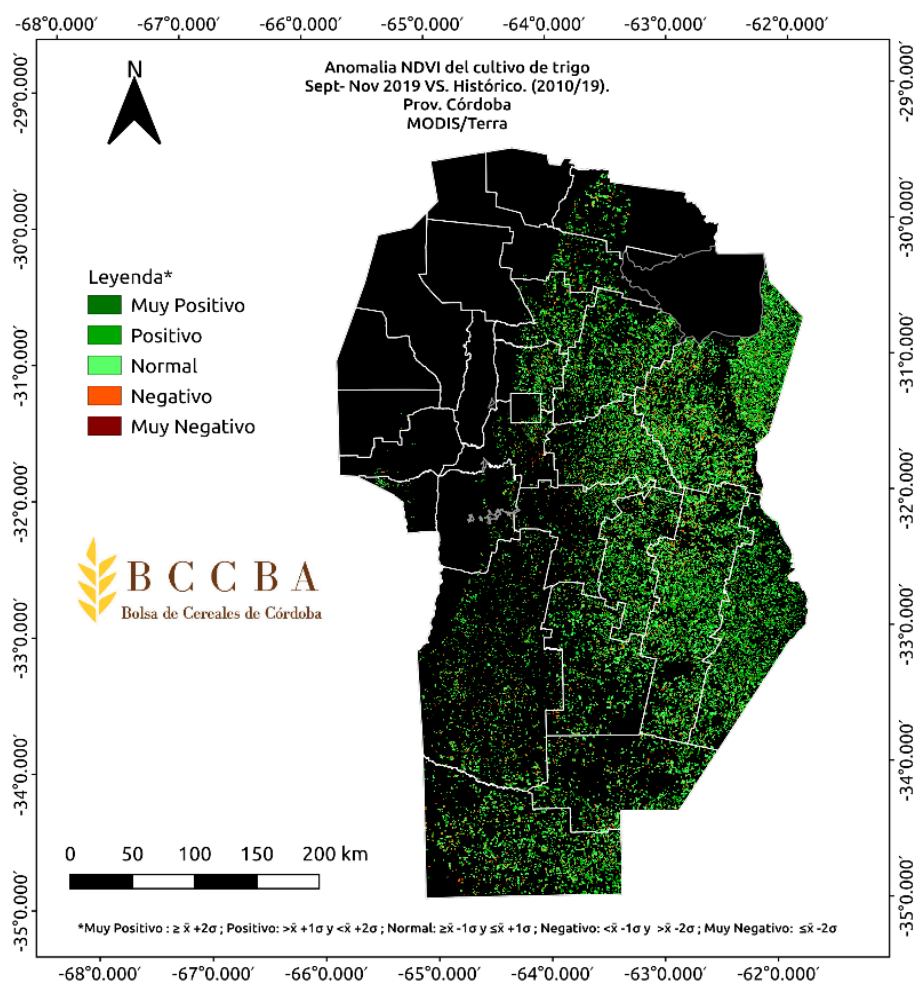 -68°0.000′ -67°0.000′ -66°0.000′ -65°0.000′ -64°0.000′ -63°0.000′ -62°0.000′
N
Anomalia NDVI del cultivo de trigo
Sept- Nov 2019 VS. Histórico. (2010/19).
Prov. Córdoba
MODIS/Terra
-29°0.000′ -29°0.000′
-30°0.000′ -30°0.000′
Leyenda*
Muy Positivo
Positivo
Normal
Negativo
Muy Negativo
-31°0.000′ -31°0.000′
-32°0.000′ -32°0.000′
BCCBA
Bolsa de Cereales de Córdoba
-33°0.000′ -33°0.000′
-34°0.000′ -34°0.000′
0 50 100 150 200 km
-35°0.000′ -35°0.000′
*Muy Positivo : ≥ x̄ +2σ ; Positivo: >x̄ +1σ y <x̄ +2σ ; Normal: ≥x̄ -1σ y ≤x̄ +1σ ; Negativo: <x̄ -1σ y >x̄ -2σ ; Muy Negativo: ≤x̄ -2σ
-68°0.000′ -67°0.000′ -66°0.000′ -65°0.000′ -64°0.000′ -63°0.000′ -62°0.000′